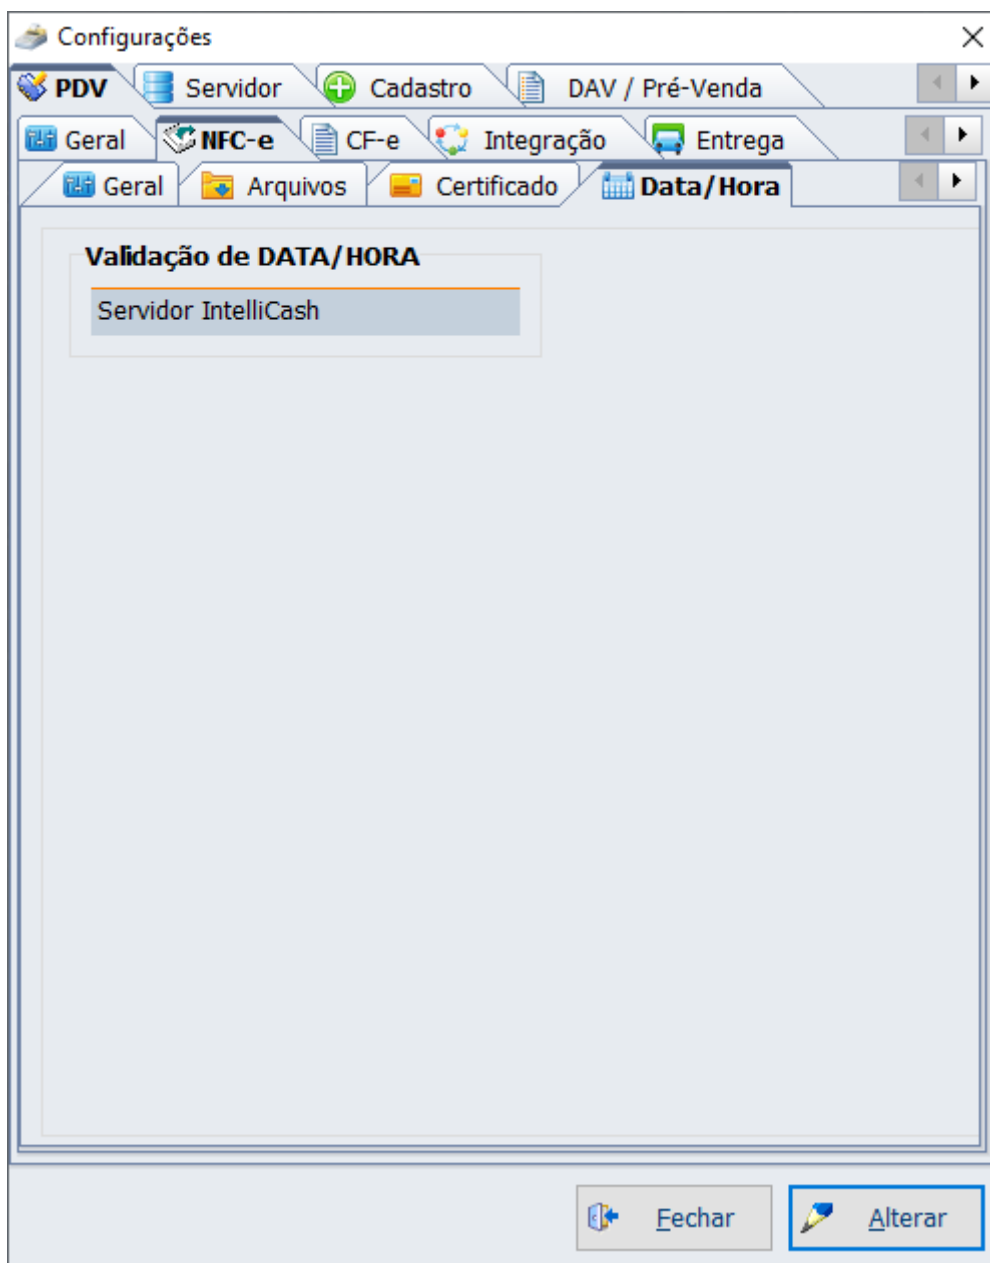 Configurações
PDV Servidor Cadastro DAV / Pré-Venda
Geral NFC-e CF-e Integração Entrega
Geral Arquivos Certificado Data/Hora
Validação de DATA/HORA
Servidor IntelliCash
Fechar Alterar